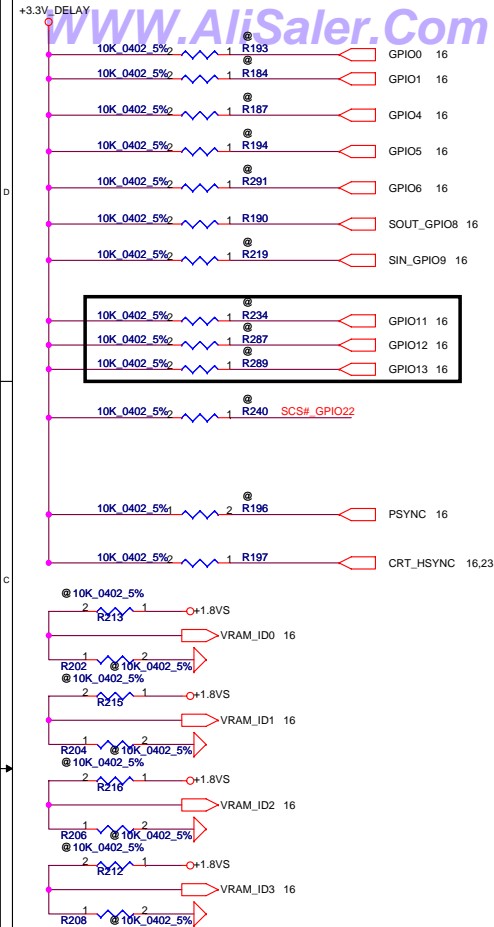 WWW.AliSaler.Com
+3.3V_DELAY
@
10K_0402_5% 2 1 R193 GPIO0 16
@
10K_0402_5% 2 1 R184 GPIO1 16
@
10K_0402_5% 2 1 R187 GPIO4 16
@
10K_0402_5% 2 1 R194 GPIO5 16
@
10K_0402_5% 2 1 R291 GPIO6 16
10K_0402_5% 2 1 R190 SOUT_GPIO8 16
@
10K_0402_5% 2 1 R219 SIN_GPIO9 16
D
@
10K_0402_5% 2 1 R234 GPIO11 16
@
10K_0402_5% 2 1 R287 GPIO12 16
@
10K_0402_5% 2 1 R289 GPIO13 16
@
10K_0402_5% 2 1 R240 SCS#_GPIO22
@
10K_0402_5% 1 2 R196 PSYNC 16
10K_0402_5% 2 1 R197 CRT_HSYNC 16,23
C
@10K_0402_5%
2 1 +1.8VS
R213
VRAM_ID0 16
1 2
R202 @10K_0402_5%
@10K_0402_5%
2 1 +1.8VS
R215
VRAM_ID1 16
1 2
R204 @10K_0402_5%
@10K_0402_5%
2 1 +1.8VS
R216
VRAM_ID2 16
1 2
R206 @10K_0402_5%
@10K_0402_5%
2 1 +1.8VS
R212
VRAM_ID3 16
1 2
R208 @10K_0402_5%